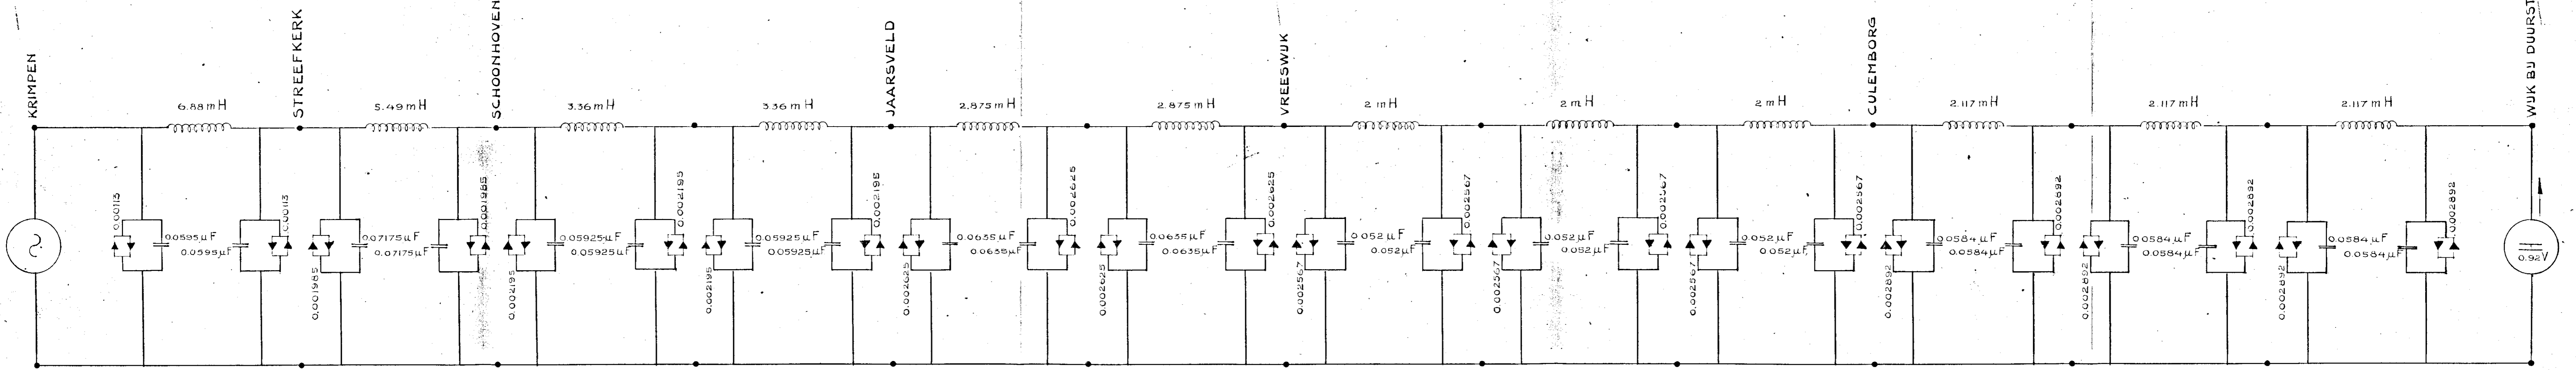 KRIMPEN
STREEFKERK
SCHOONHOVEN
JAARSVELD
VREESWIJK
CULEMBORG
WIJK BIJ DUURST
6.88 mH
5.49 mH
3.36 mH
3.36 mH
2.875 mH
2.875 mH
2 mH
2 mH
2 mH
2.117 mH
2.117 mH
2.117 mH
0.00113
0.0595 µF
0.0595 µF
0.00113
0.001985
0.07175 µF
0.07175 µF
0.001985
0.002195
0.05925 µF
0.05925 µF
0.002195
0.002195
0.05925 µF
0.05925 µF
0.002195
0.002625
0.0635 µF
0.0635 µF
0.002625
0.002625
0.0635 µF
0.0635 µF
0.002625
0.002567
0.052 µF
0.052 µF
0.002567
0.002567
0.052 µF
0.052 µF
0.002567
0.002567
0.052 µF
0.052 µF
0.002567
0.002892
0.0584 µF
0.0584 µF
0.002892
0.002892
0.0584 µF
0.0584 µF
0.002892
0.002892
0.0584 µF
0.0584 µF
0.002892
0.92V